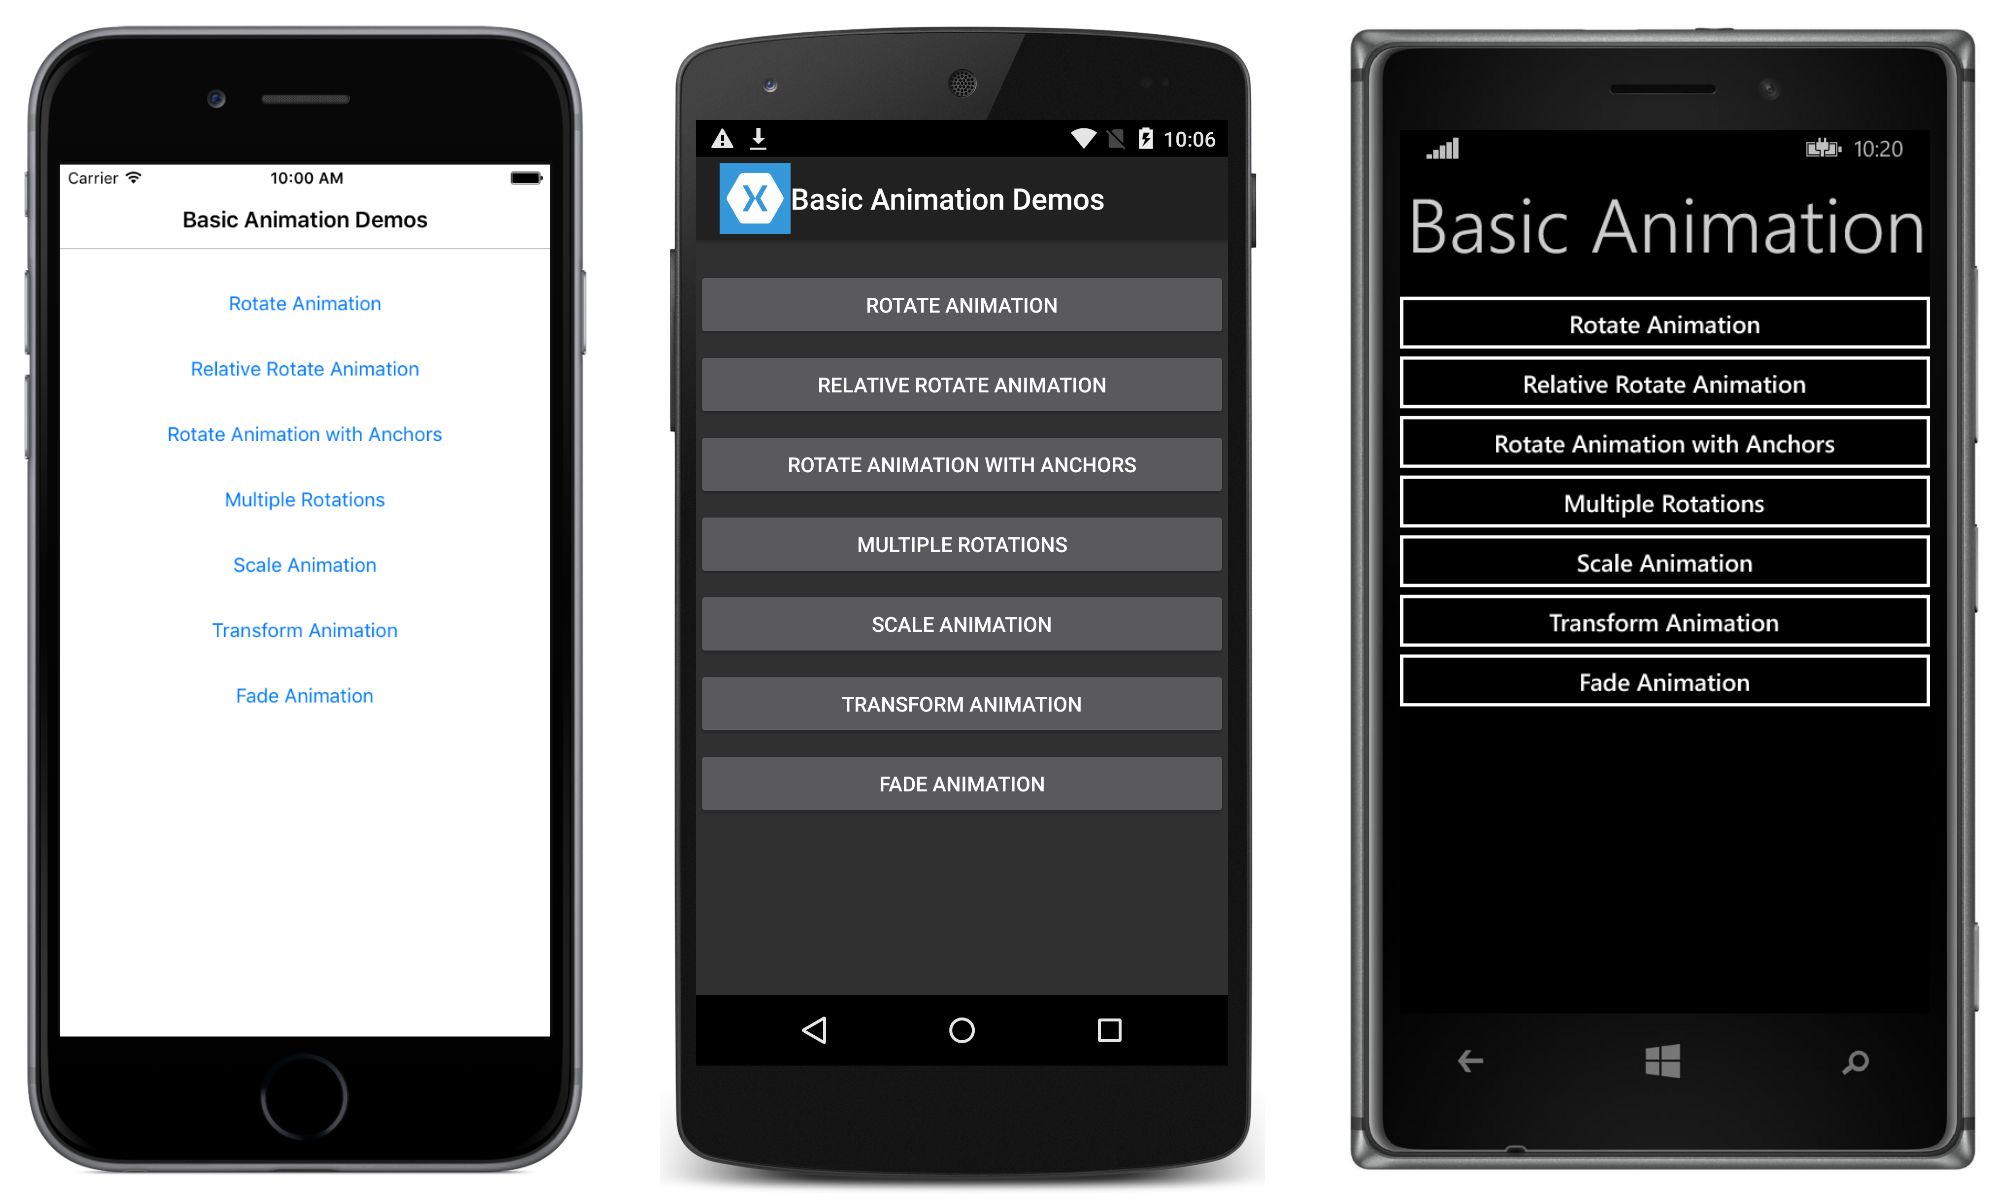 Carrier
10:00 AM
Basic Animation Demos
Rotate Animation
Relative Rotate Animation
Rotate Animation with Anchors
Multiple Rotations
Scale Animation
Transform Animation
Fade Animation
10:06
X Basic Animation Demos
ROTATE ANIMATION
RELATIVE ROTATE ANIMATION
ROTATE ANIMATION WITH ANCHORS
MULTIPLE ROTATIONS
SCALE ANIMATION
TRANSFORM ANIMATION
FADE ANIMATION
10:20
Basic Animation
Rotate Animation
Relative Rotate Animation
Rotate Animation with Anchors
Multiple Rotations
Scale Animation
Transform Animation
Fade Animation